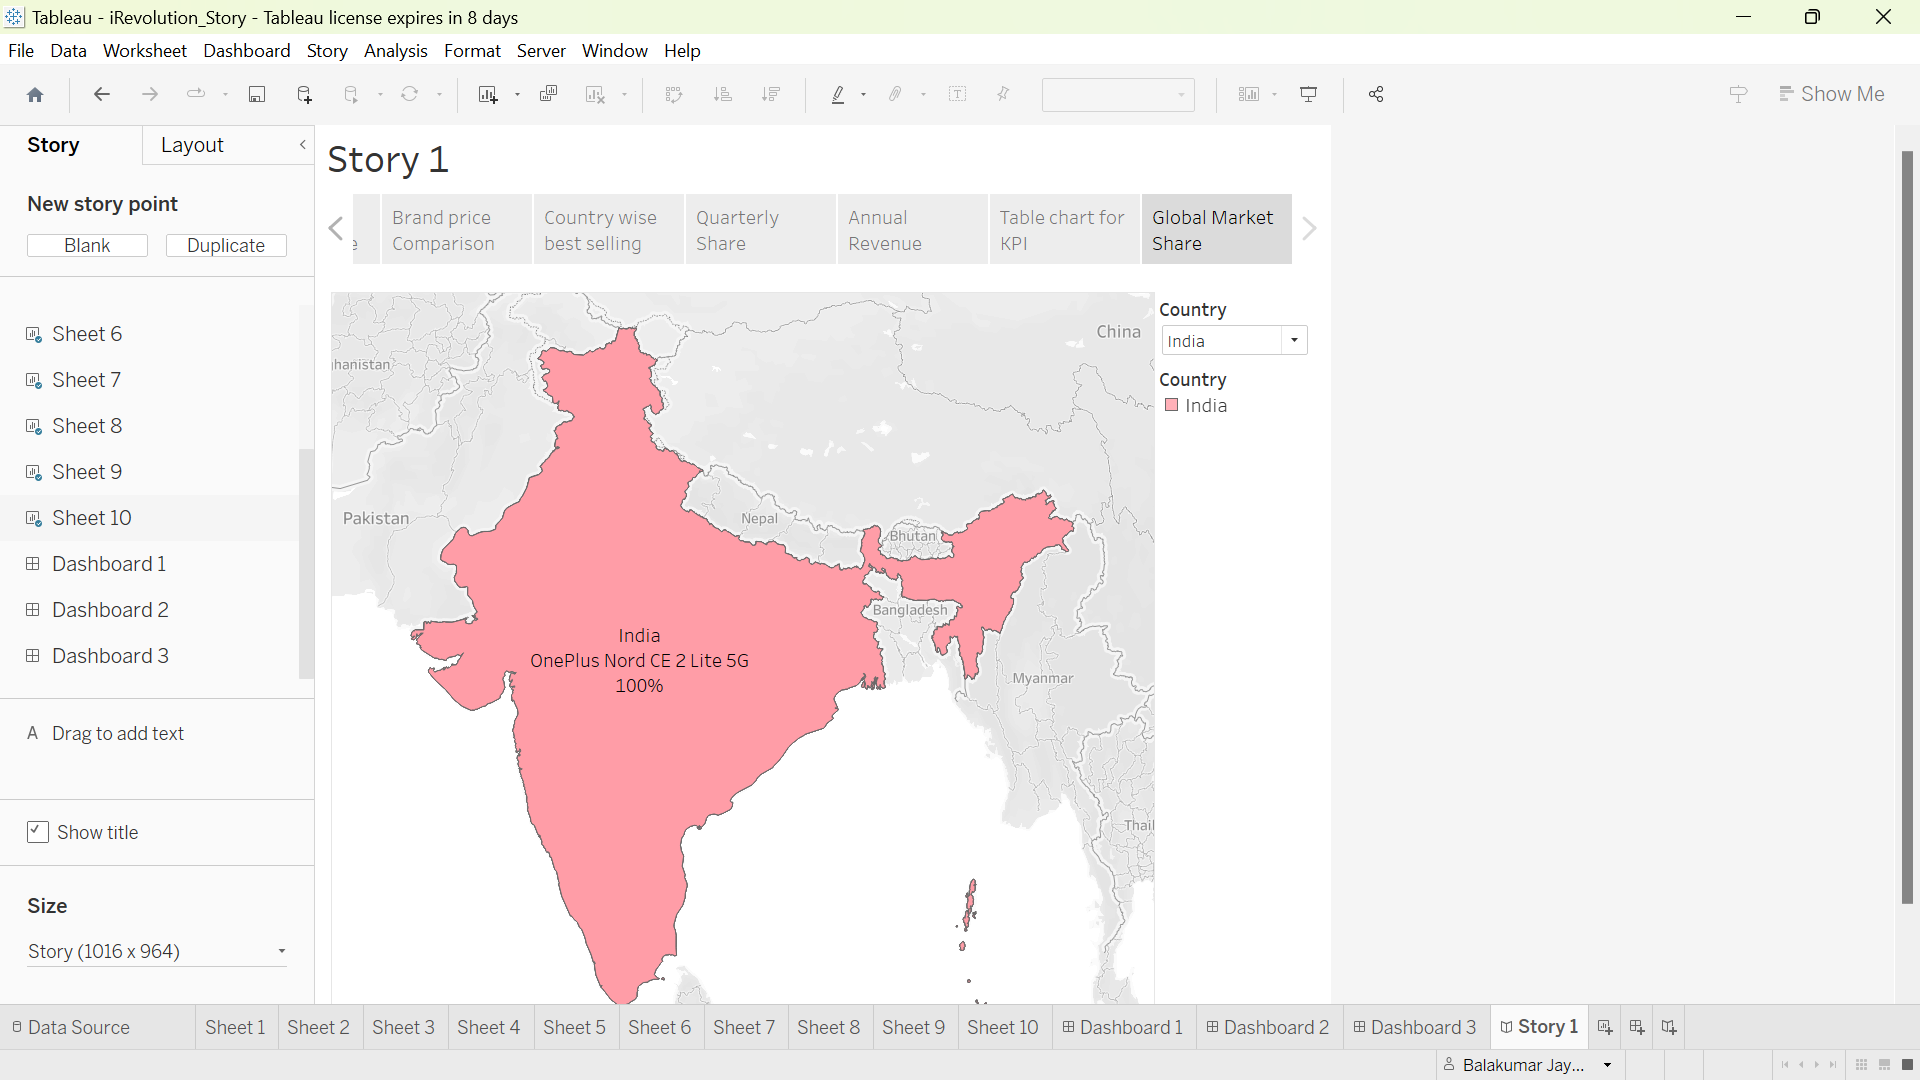 Tableau - iRevolution_Story - Tableau license expires in 8 days
File Data Worksheet Dashboard Story Analysis Format Server Window Help
Show Me
Story
Layout
New story point
Blank
Duplicate
Sheet 6
Sheet 7
Sheet 8
Sheet 9
Sheet 10
Dashboard 1
Dashboard 2
Dashboard 3
A Drag to add text
Show title
Size
Story (1016 x 964)
Story 1
e
Brand price
Comparison
Country wise
best selling
Quarterly
Share
Annual
Revenue
Table chart for
KPI
Global Market
Share
China
hanistan
Pakistan
Nepal
Bhutan
Bangladesh
India
OnePlus Nord CE 2 Lite 5G
100%
Myanmar
Thail
Country
India
Country
India
Data Source Sheet 1 Sheet 2 Sheet 3 Sheet 4 Sheet 5 Sheet 6 Sheet 7 Sheet 8 Sheet 9 Sheet 10 Dashboard 1 Dashboard 2 Dashboard 3 Story 1
Balakumar Jay...